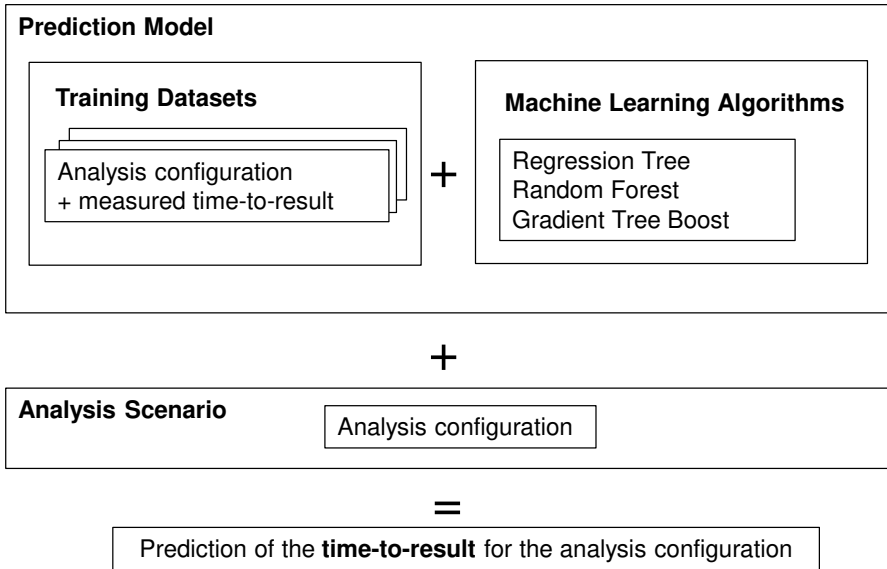 Prediction Model
Training Datasets
Analysis configuration
+ measured time-to-result
+
Machine Learning Algorithms
Regression Tree
Random Forest
Gradient Tree Boost
+
Analysis Scenario
Analysis configuration
=
Prediction of the time-to-result for the analysis configuration